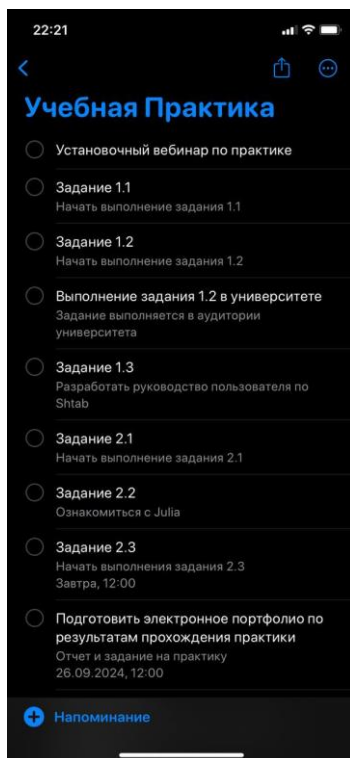 22:21
Учебная Практика
Установочный вебинар по практике
Задание 1.1
Начать выполнение задания 1.1
Задание 1.2
Начать выполнение задания 1.2
Выполнение задания 1.2 в университете
Задание выполняется в аудитории
университета
Задание 1.3
Разработать руководство пользователя по
Shtab
Задание 2.1
Начать выполнение задания 2.1
Задание 2.2
Ознакомиться с Julia
Задание 2.3
Начать выполнения задания 2.3
Завтра, 12:00
Подготовить электронное портфолио по
результатам прохождения практики
Отчет и задание на практику
26.09.2024, 12:00
Напоминание